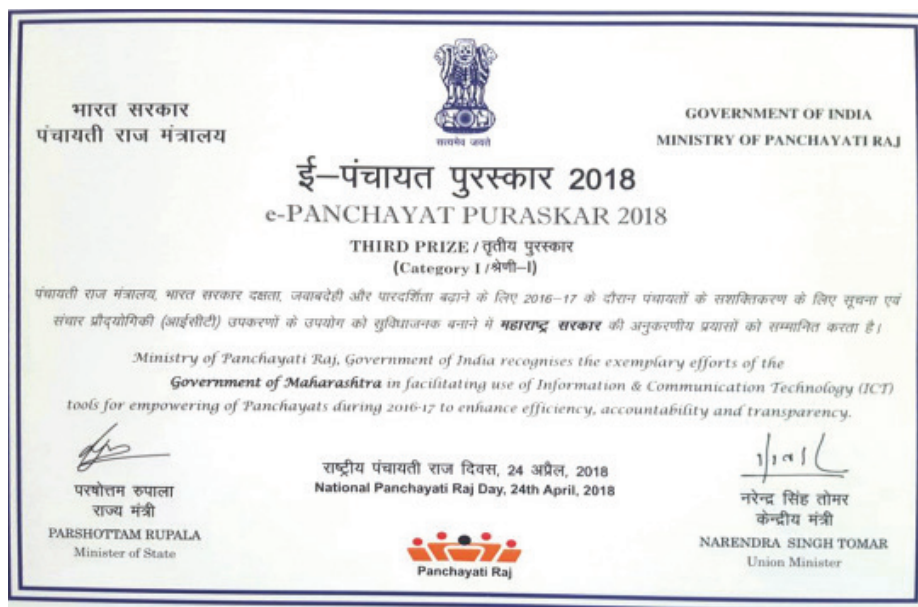 भारत सरकार
पंचायती राज मंत्रालय
सत्यमेव जयते
GOVERNMENT OF INDIA
MINISTRY OF PANCHAYATI RAJ
ई–पंचायत पुरस्कार 2018
e-PANCHAYAT PURASKAR 2018
THIRD PRIZE / तृतीय पुरस्कार
(Category I /श्रेणी–I)
पंचायती राज मंत्रालय, भारत सरकार दक्षता, जवाबदेही और पारदर्शिता बढ़ाने के लिए 2016–17 के दौरान पंचायतों के सशक्तिकरण के लिए सूचना एवं
संचार प्रौद्योगिकी (आईसीटी) उपकरणों के उपयोग को सुविधाजनक बनाने में महाराष्ट्र सरकार की अनुकरणीय प्रयासों को सम्मानित करता है।
Ministry of Panchayati Raj, Government of India recognises the exemplary efforts of the
Government of Maharashtra in facilitating use of Information & Communication Technology (ICT)
tools for empowering of Panchayats during 2016-17 to enhance efficiency, accountability and transparency.
परषोत्तम रुपाला
राज्य मंत्री
PARSHOTTAM RUPALA
Minister of State
राष्ट्रीय पंचायती राज दिवस, 24 अप्रैल, 2018
National Panchayati Raj Day, 24th April, 2018
Panchayati Raj
नरेन्द्र सिंह तोमर
केन्द्रीय मंत्री
NARENDRA SINGH TOMAR
Union Minister